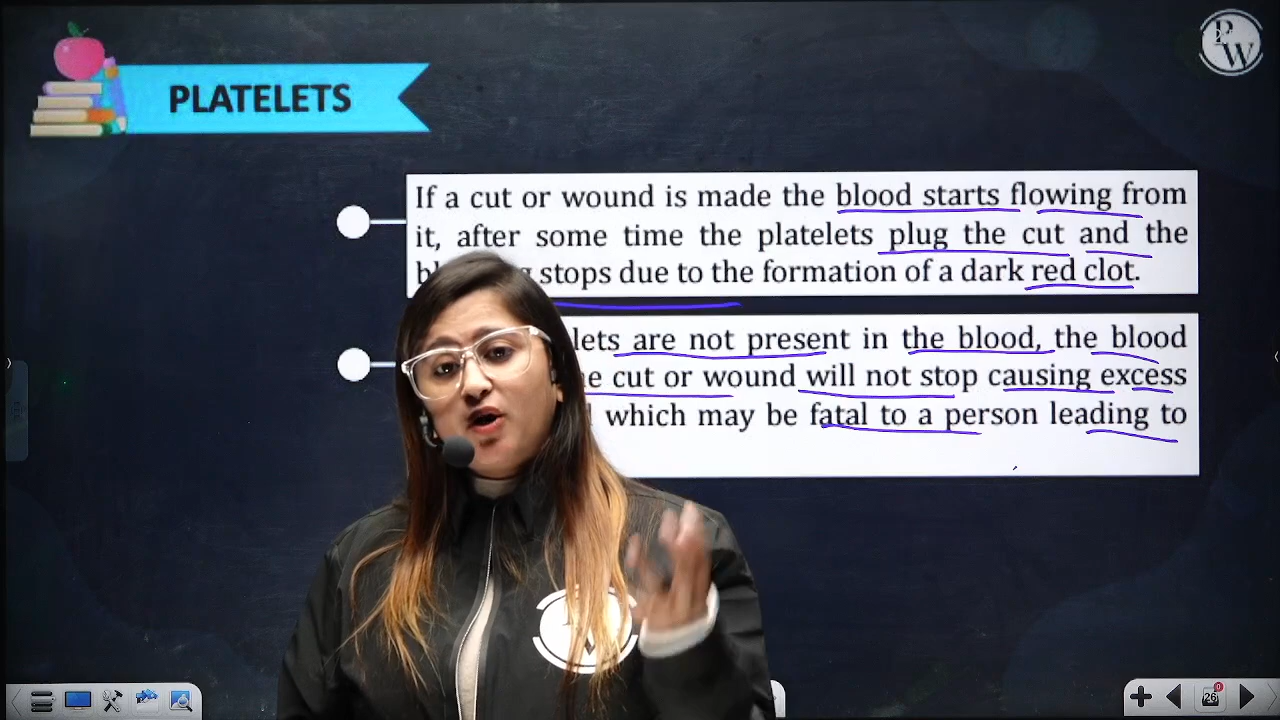 PW
PLATELETS
If a cut or wound is made the blood starts flowing from
it, after some time the platelets plug the cut and the
stops due to the formation of a dark red clot.
are not present in the blood, the blood
cut or wound will not stop causing excess
which may be fatal to a person leading to
26